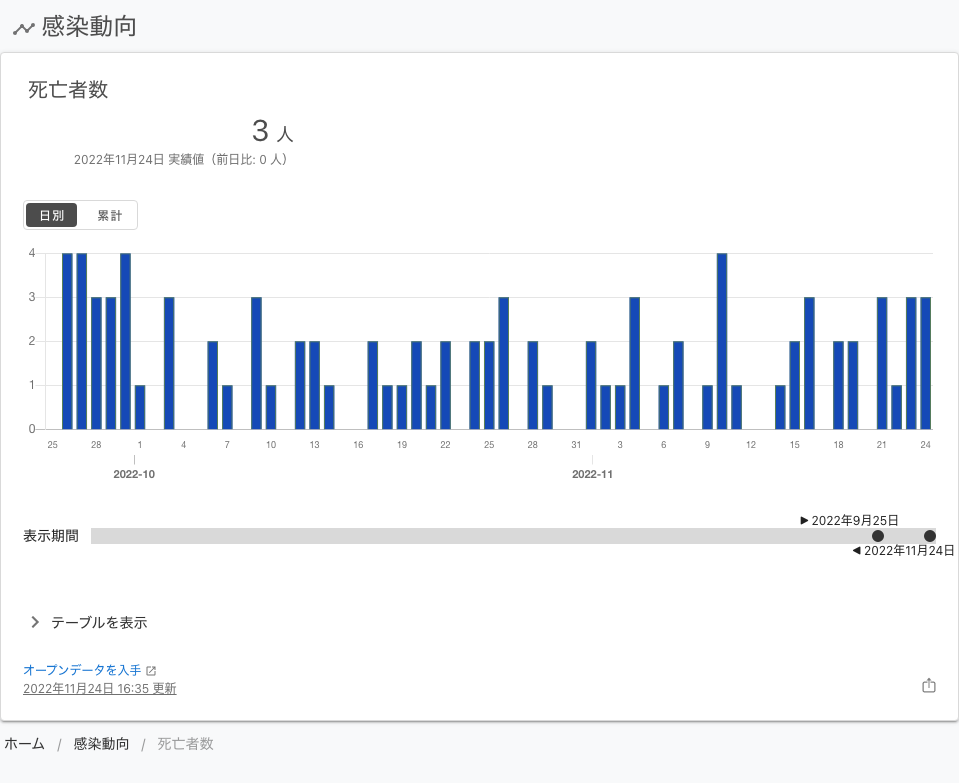 感染動向
死亡者数
3 人
2022年11月24日 実績値（前日比: 0 人）
日別 累計
4
3
2
1
0
25 28 1 4 7 10 13 16 19 22 25 28 31 3 6 9 12 15 18 21 24
2022-10 2022-11
▶ 2022年9月25日
表示期間
◀ 2022年11月24日
テーブルを表示
オープンデータを入手
2022年11月24日 16:35 更新
ホーム / 感染動向 / 死亡者数